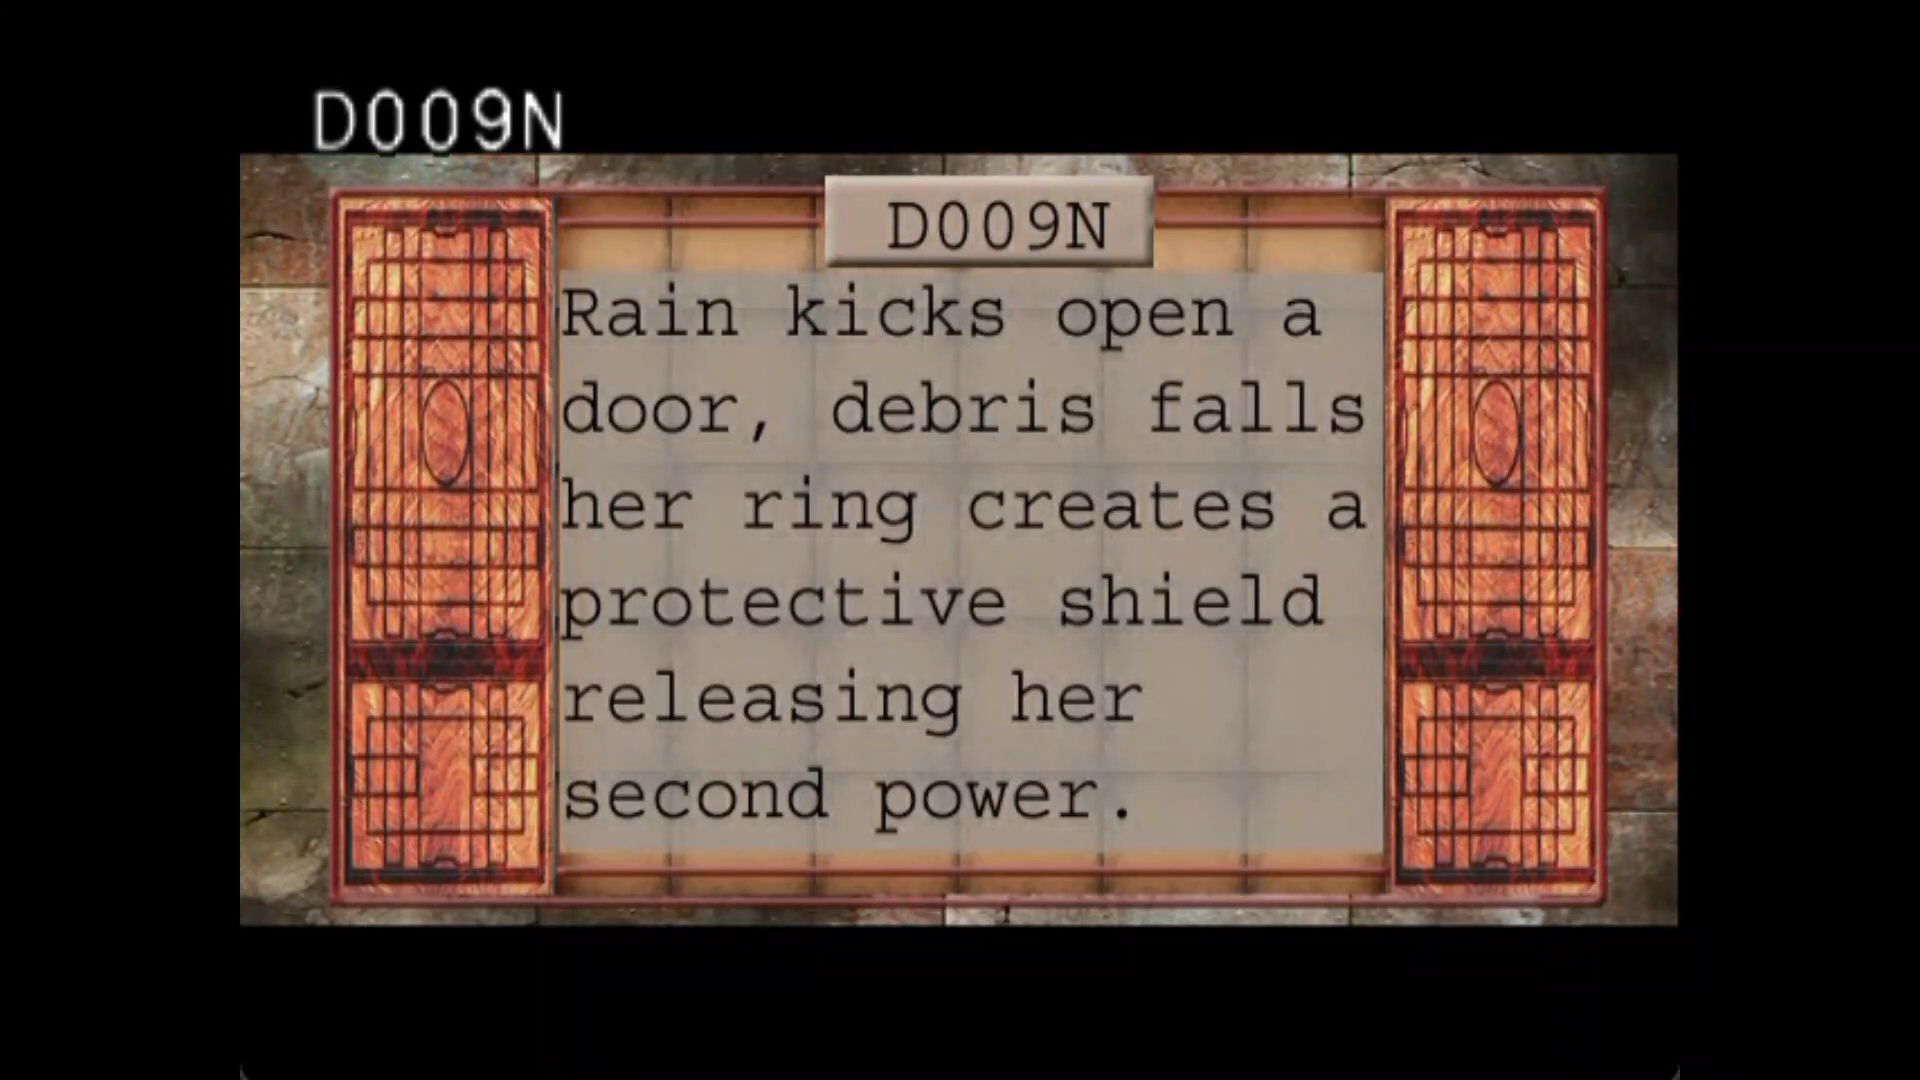 D009N
D009N
Rain kicks open a
door, debris falls
her ring creates a
protective shield
releasing her
second power.